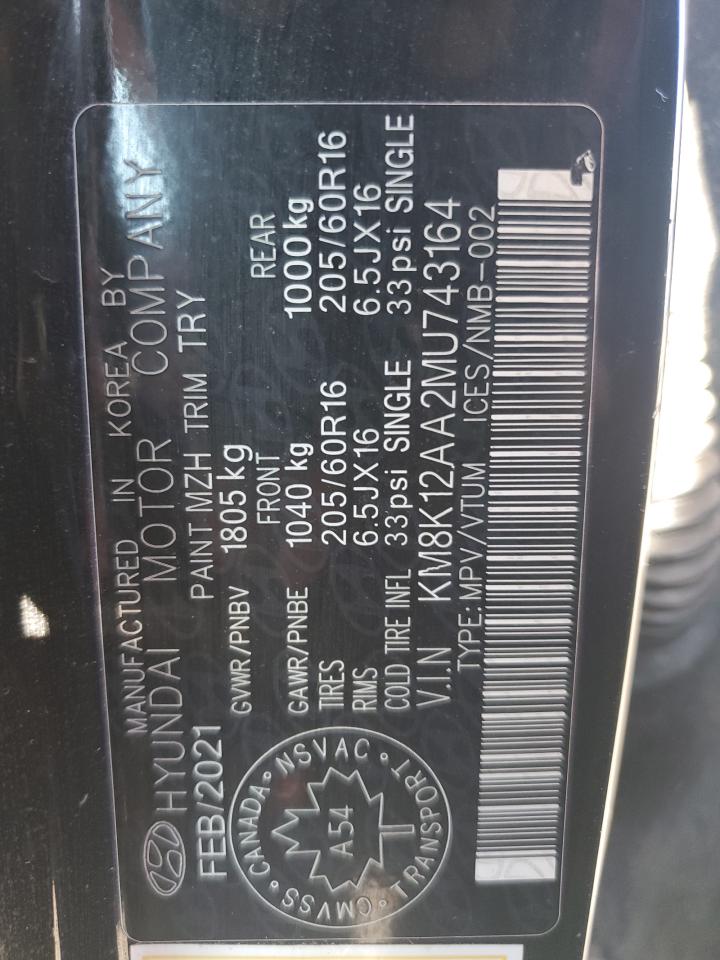 MANUFACTURED IN KOREA BY
HYUNDAI MOTOR COMPANY
FEB/2021 PAINT MZH TRIM TRY
GVWR/PNBV 1805 kg
FRONT REAR
GAWR/PNBE 1040 kg 1000 kg
TIRES 205/60R16 205/60R16
RIMS 6.5JX16 6.5JX16
COLD TIRE INFL 33psi SINGLE 33psi SINGLE
V.I.N KM8K12AA2MU743164
TYPE:MPV/VTUM ICES/NMB-002
CANADA • NSVAC • TRANSPORT • CMVSS •
A54